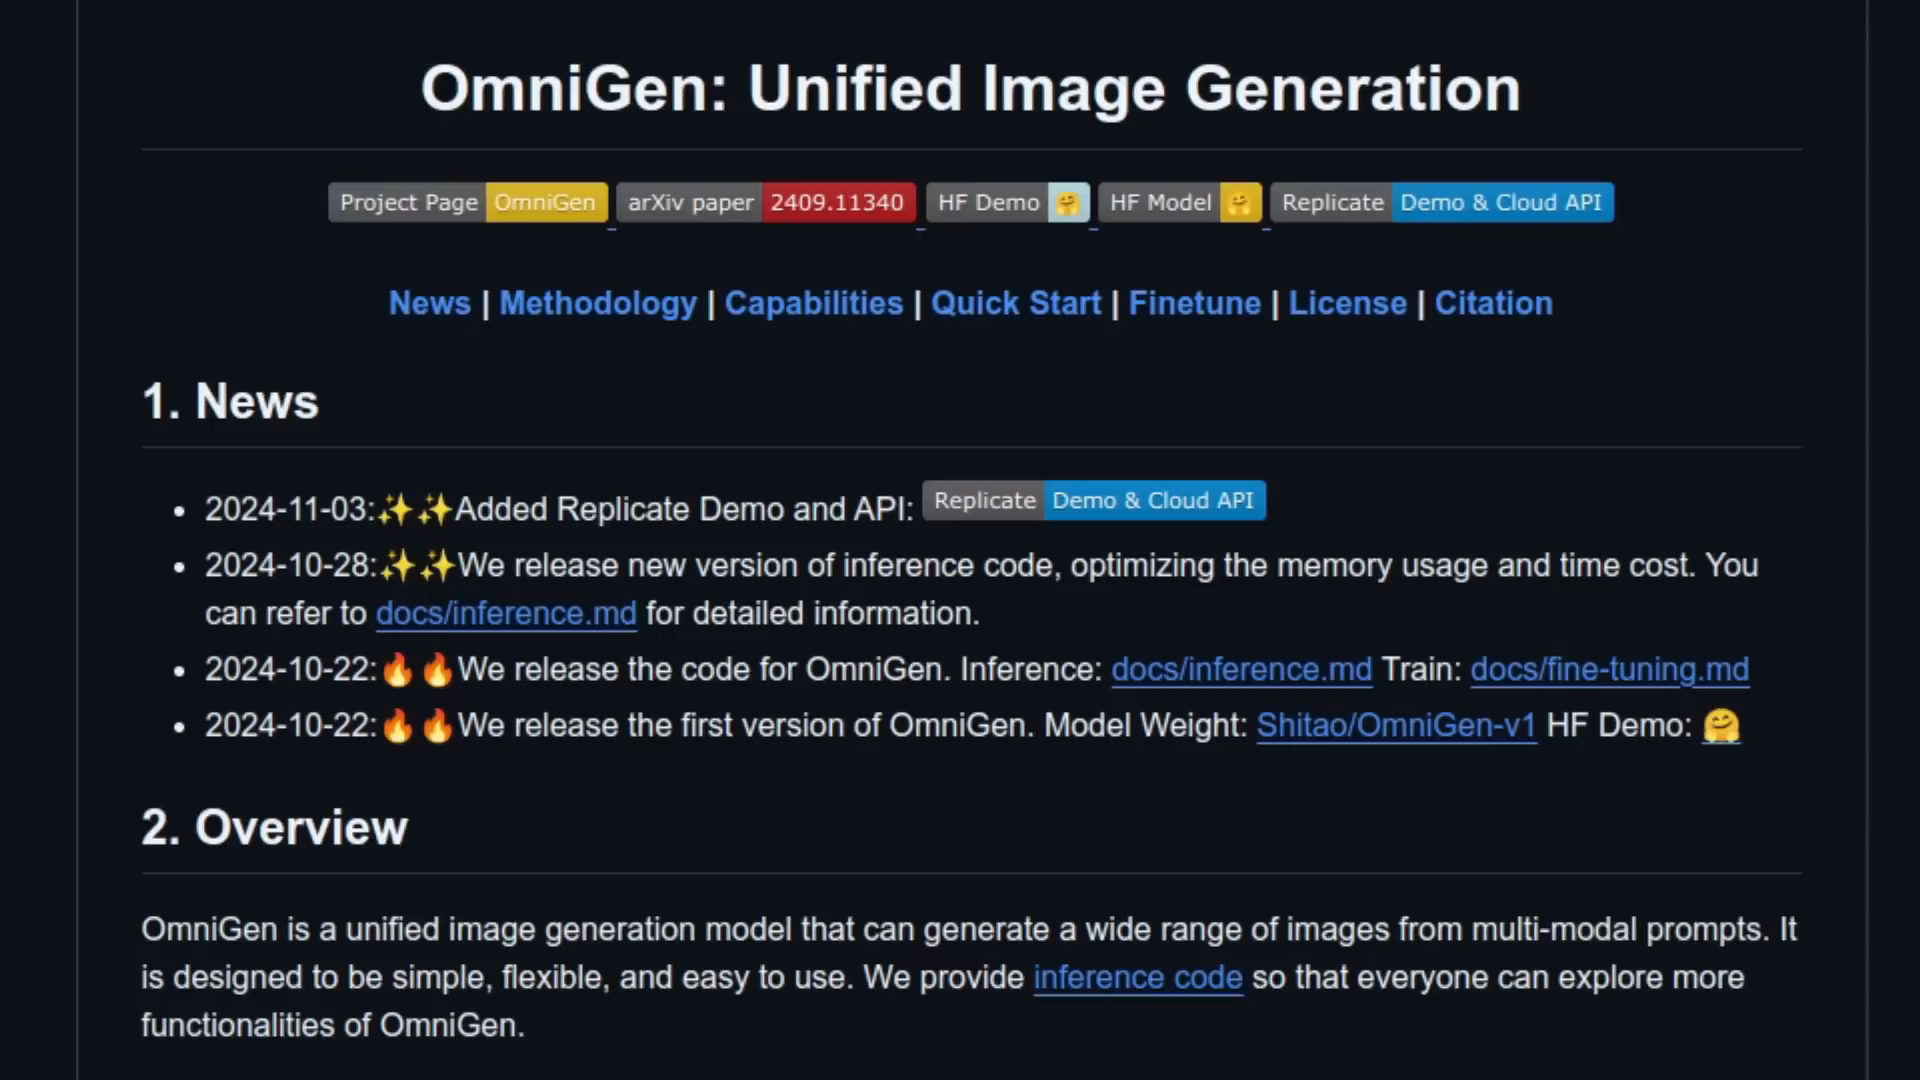 OmniGen: Unified Image Generation
Project Page OmniGen arXiv paper 2409.11340 HF Demo 🤗 HF Model 🤗 Replicate Demo & Cloud API
News | Methodology | Capabilities | Quick Start | Finetune | License | Citation
1. News
• 2024-11-03:✨✨Added Replicate Demo and API: Replicate Demo & Cloud API
• 2024-10-28:✨✨We release new version of inference code, optimizing the memory usage and time cost. You
can refer to docs/inference.md for detailed information.
• 2024-10-22:🔥🔥We release the code for OmniGen. Inference: docs/inference.md Train: docs/fine-tuning.md
• 2024-10-22:🔥🔥We release the first version of OmniGen. Model Weight: Shitao/OmniGen-v1 HF Demo: 🤗
2. Overview
OmniGen is a unified image generation model that can generate a wide range of images from multi-modal prompts. It
is designed to be simple, flexible, and easy to use. We provide inference code so that everyone can explore more
functionalities of OmniGen.